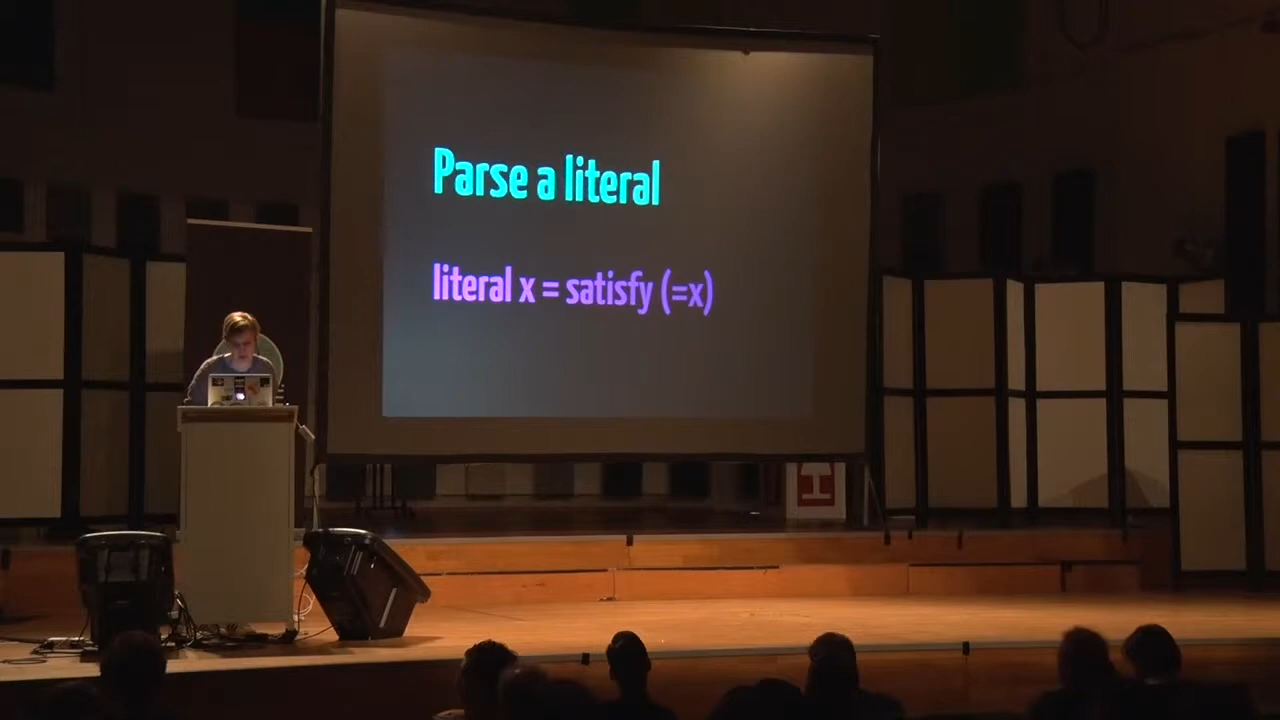 Parse a literal
literal x = satisfy (=x)